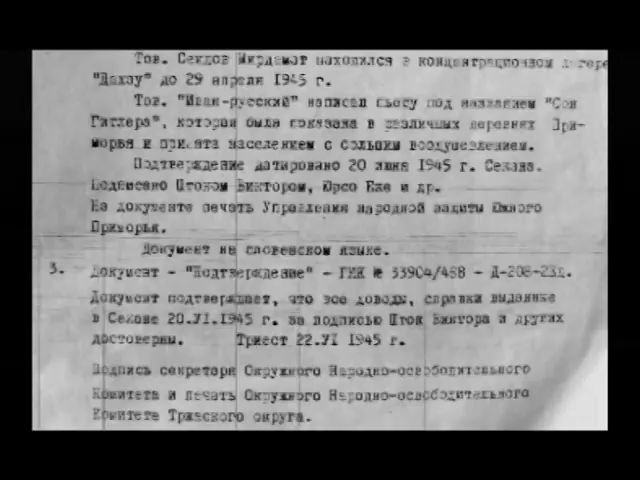 Тов. Сеидов Мирдамат находился в концентрационном лагере
"Дахау" до 29 апреля 1945 г.
Тов. "Иван-русский" написал пьесу под названием "Сон
Гитлера", которая была показана в различных деревнях При-
морья и принята населением с большим воодушевлением.
Подтверждение датировано 20 июня 1945 г. Сежана.
Подписано Штоком Виктором, Юрсо Еже и др.
На документе печать Управления народной защиты Южного
Приморья.
Документ на словенском языке.
3. Документ - "Подтверждение" - ГИК № 33904/488 - Д-208-23д.
Документ подтверждает, что все доводы, справки выданные
в Сежане 20.VI.1945 г. за подписью Шток Виктора и других
достоверны. Триест 22.VI 1945 г.
Подпись секретаря Окружного Народно-освободительного
Комитета и печать Окружного Народно-освободительного
Комитета Тржаского округа.